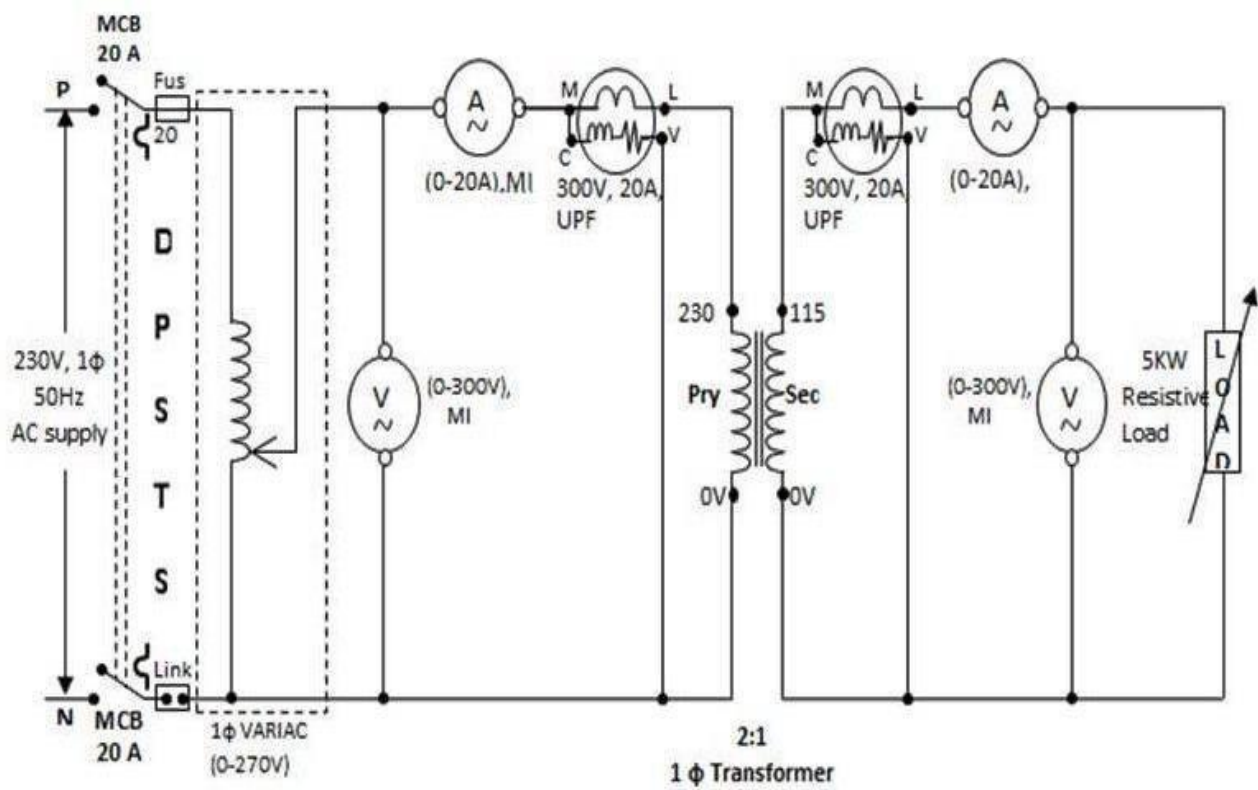 MCB
20 A
P
Fus
20
D
P
S
T
S
230V, 1ϕ
50Hz
AC supply
N
MCB
20 A
Link
1ϕ VARIAC
(0-270V)
V
~
(0-300V),
MI
A
~
(0-20A),MI
M
L
C
V
300V, 20A,
UPF
230
115
Pry
Sec
0V
0V
2:1
1 ϕ Transformer
M
L
C
V
300V, 20A,
UPF
A
~
(0-20A),
V
~
(0-300V),
MI
5KW
Resistive
Load
L
O
A
D